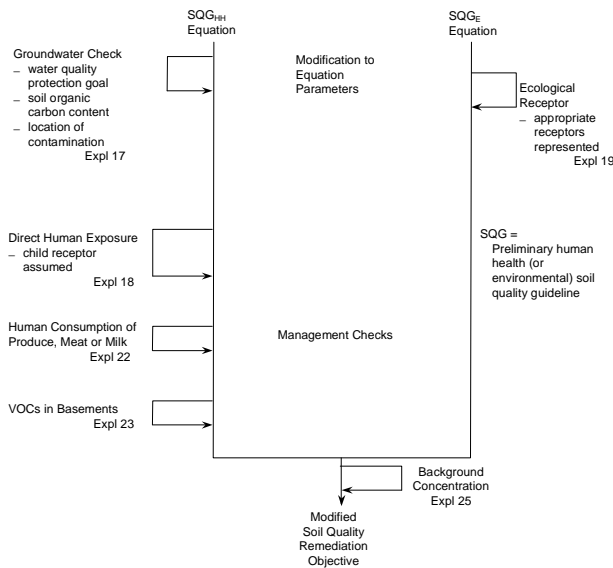 SQGHH
Equation
SQGE
Equation
Groundwater Check
– water quality
protection goal
– soil organic
carbon content
– location of
contamination
Expl 17
Modification to
Equation
Parameters
Ecological
Receptor
– appropriate
receptors
represented
Expl 19
Direct Human Exposure
– child receptor
assumed
Expl 18
SQG =
Preliminary human
health (or
environmental) soil
quality guideline
Human Consumption of
Produce, Meat or Milk
Expl 22
Management Checks
VOCs in Basements
Expl 23
Background
Concentration
Expl 25
Modified
Soil Quality
Remediation
Objective